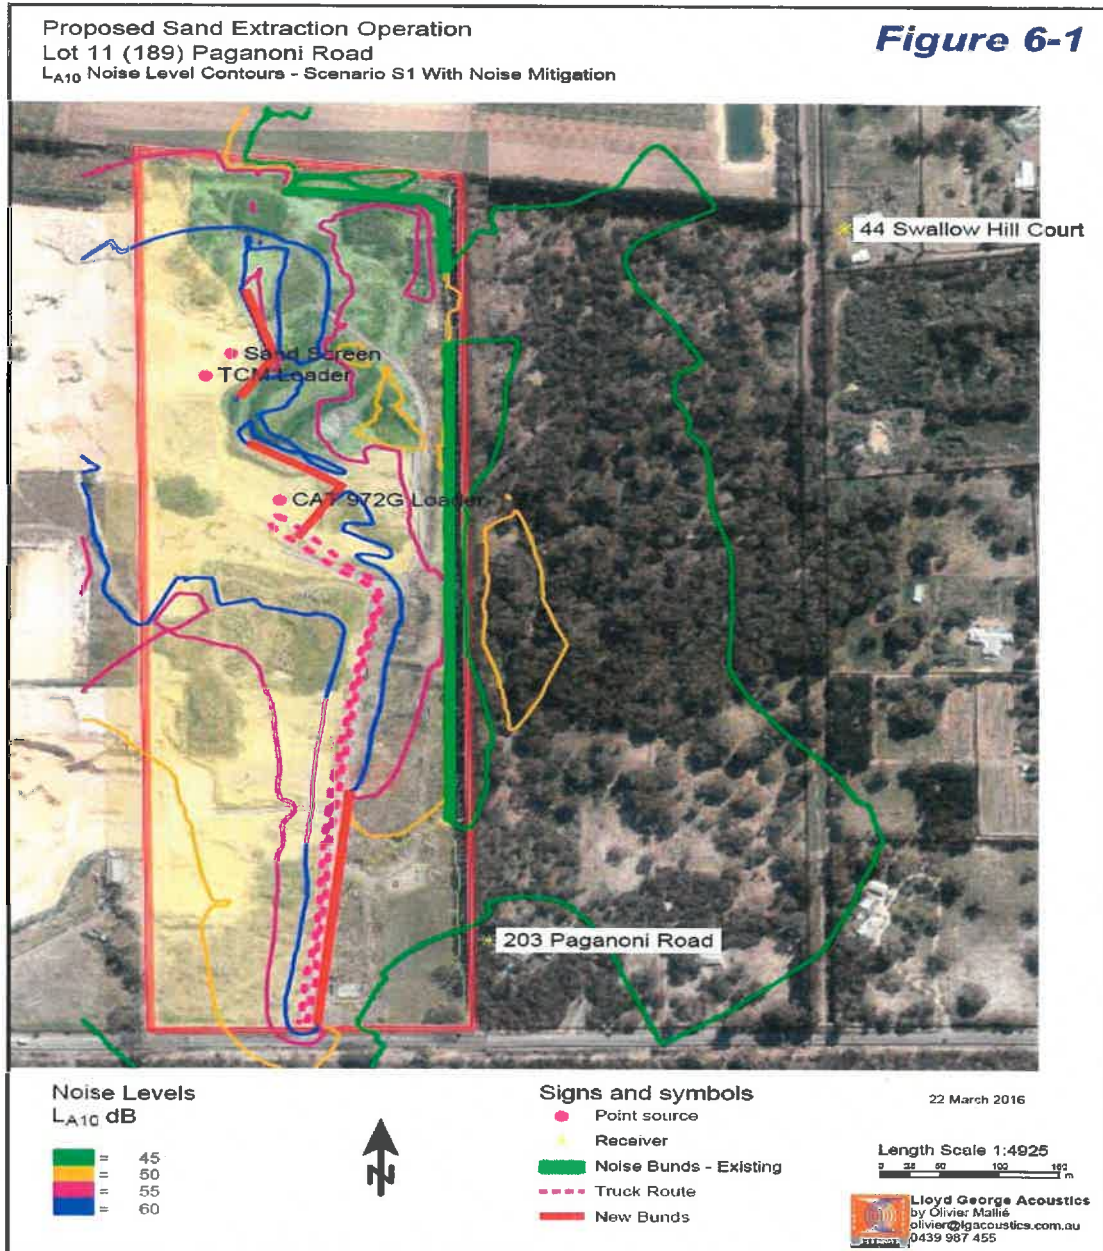 Proposed Sand Extraction Operation
Lot 11 (189) Paganoni Road
LA10 Noise Level Contours - Scenario S1 With Noise Mitigation
Figure 6-1
44 Swallow Hill Court
Sand Screen
TCM Loader
CAT 972G Loader
203 Paganoni Road
Noise Levels
LA10 dB
= 45
= 50
= 55
= 60
N
Signs and symbols
Point source
Receiver
Noise Bunds - Existing
Truck Route
New Bunds
22 March 2016
Length Scale 1:4925
0 25 50 100 150
m
Lloyd George Acoustics
by Olivier Mallié
olivier@lgacoustics.com.au
0439 987 455